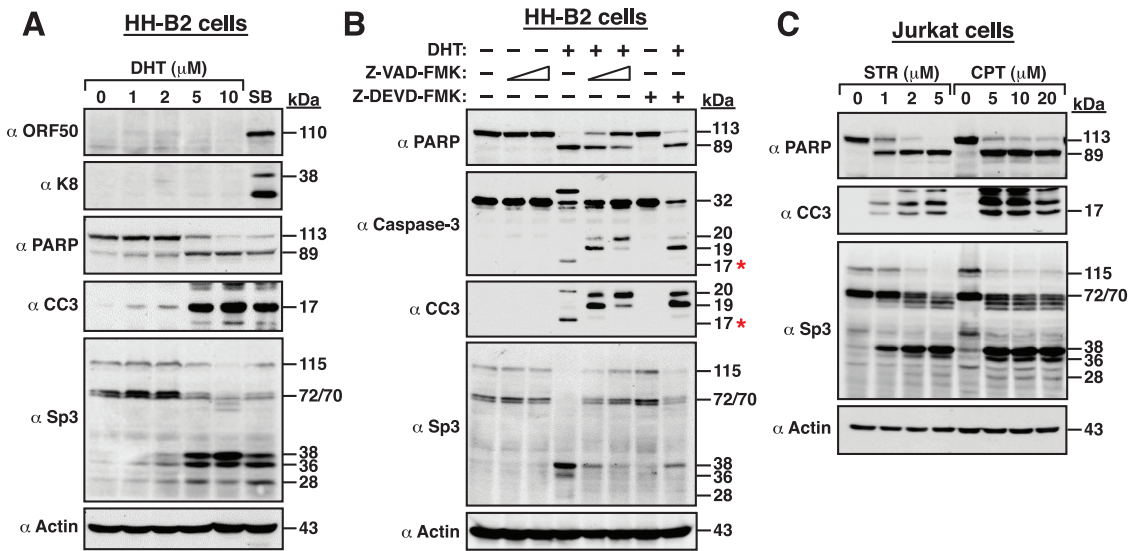 A
HH-B2 cells
DHT (μM)
0 1 2 5 10 SB kDa
α ORF50 110
α K8 38
α PARP 113
89
α CC3 17
α Sp3 115
72/70
38
36
28
α Actin 43
B
HH-B2 cells
DHT: – – – + + + – +
Z-VAD-FMK: – – – –
Z-DEVD-FMK: – – – – – – + +
kDa
α PARP 113
89
α Caspase-3 32
20
19
17 *
α CC3 20
19
17 *
α Sp3 115
72/70
38
36
28
α Actin 43
C
Jurkat cells
STR (μM) CPT (μM)
0 1 2 5 0 5 10 20 kDa
α PARP 113
89
α CC3 17
α Sp3 115
72/70
38
36
28
α Actin 43